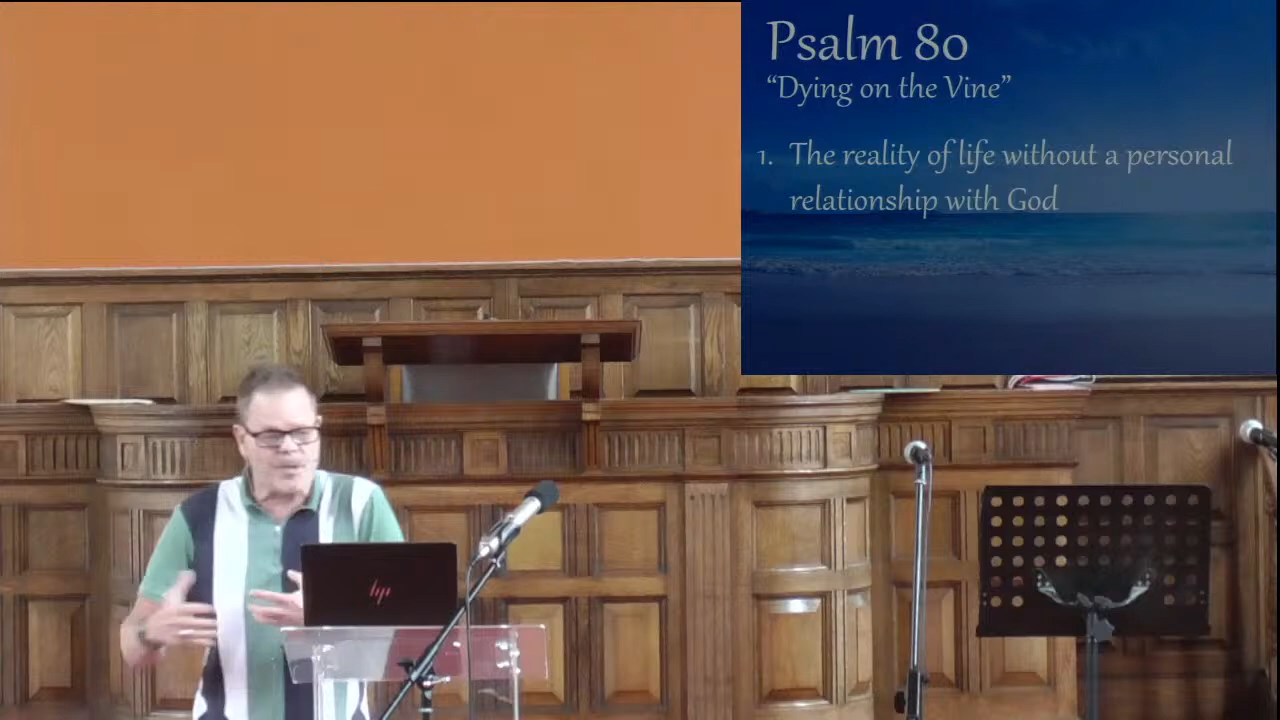 Psalm 80
“Dying on the Vine”
1. The reality of life without a personal
relationship with God
hp